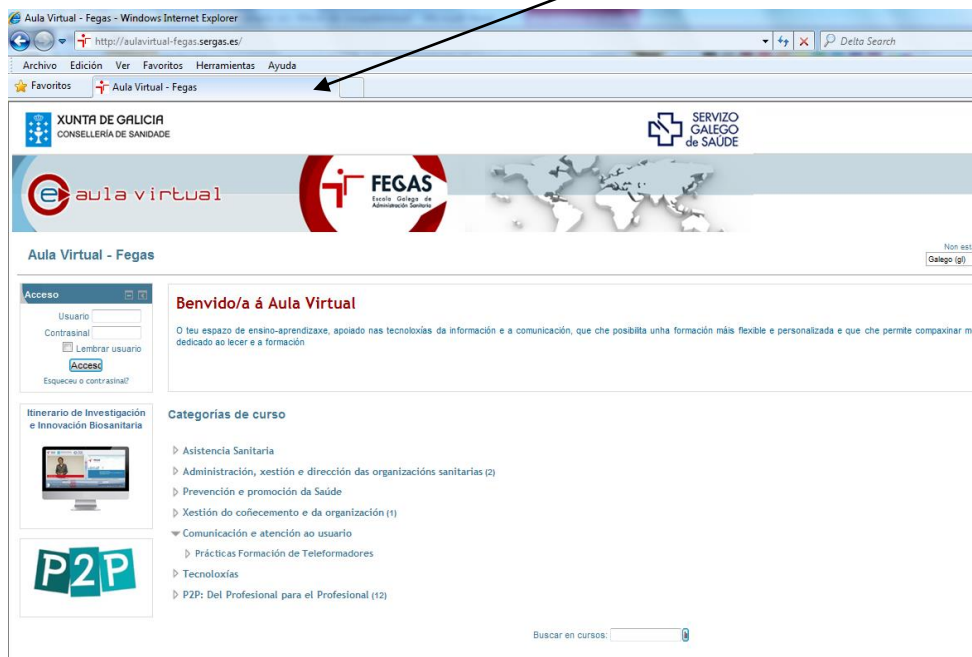 Aula Virtual - Fegas - Windows Internet Explorer
http://aulavirtual-fegas.sergas.es/
Delta Search
Archivo Edición Ver Favoritos Herramientas Ayuda
Favoritos
Aula Virtual - Fegas
XUNTA DE GALICIA
CONSELLERÍA DE SANIDADE
SERVIZO
GALEGO
de SAÚDE
e aula virtual
FEGAS
Escola Galega de
Administración Sanitaria
Aula Virtual - Fegas
Non est
Galego (gl)
Acceso
Usuario
Contrasinal
Lembrar usuario
Acceso
Esqueceu o contrasinal?
Benvido/a á Aula Virtual
O teu espazo de ensino-aprendizaxe, apoiado nas tecnoloxías da información e a comunicación, que che posibilita unha formación máis flexible e personalizada e que che permite compaxinar m
dedicado ao lecer e a formación
Itinerario de Investigación
e Innovación Biosanitaria
P2P
Categorías de curso
Asistencia Sanitaria
Administración, xestión e dirección das organizacións sanitarias (2)
Prevención e promoción da Saúde
Xestión do coñecemento e da organización (1)
Comunicación e atención ao usuario
Prácticas Formación de Teleformadores
Tecnoloxías
P2P: Del Profesional para el Profesional (12)
Buscar en cursos: